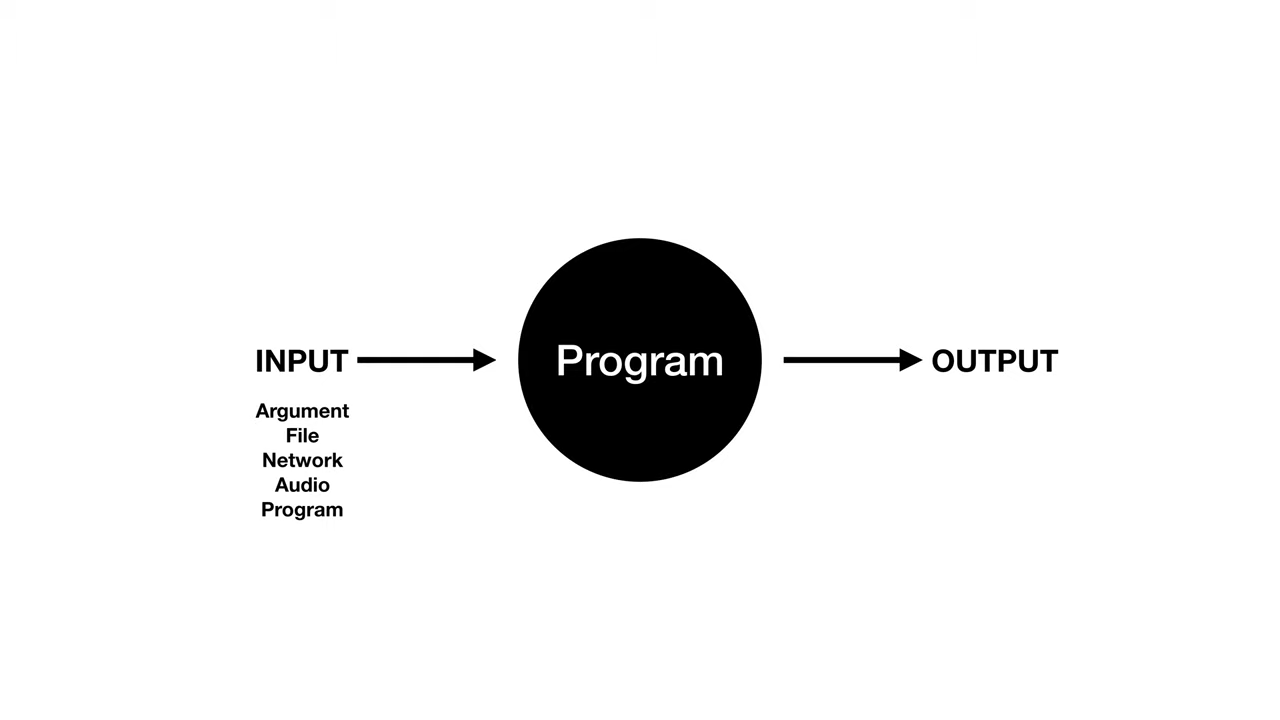 INPUT
Program
OUTPUT
Argument
File
Network
Audio
Program